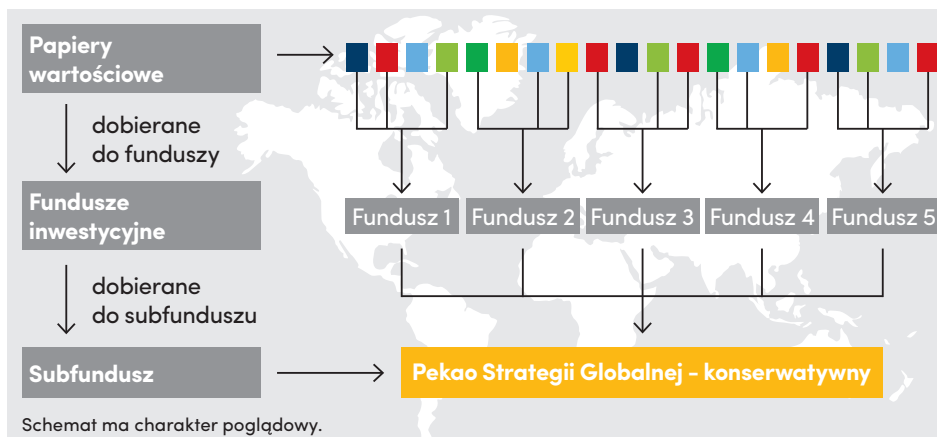 Papiery
wartościowe
dobierane
do funduszy
Fundusze
inwestycyjne
Fundusz 1
Fundusz 2
Fundusz 3
Fundusz 4
Fundusz 5
dobierane
do subfunduszu
Subfundusz
Pekao Strategii Globalnej - konserwatywny
Schemat ma charakter poglądowy.